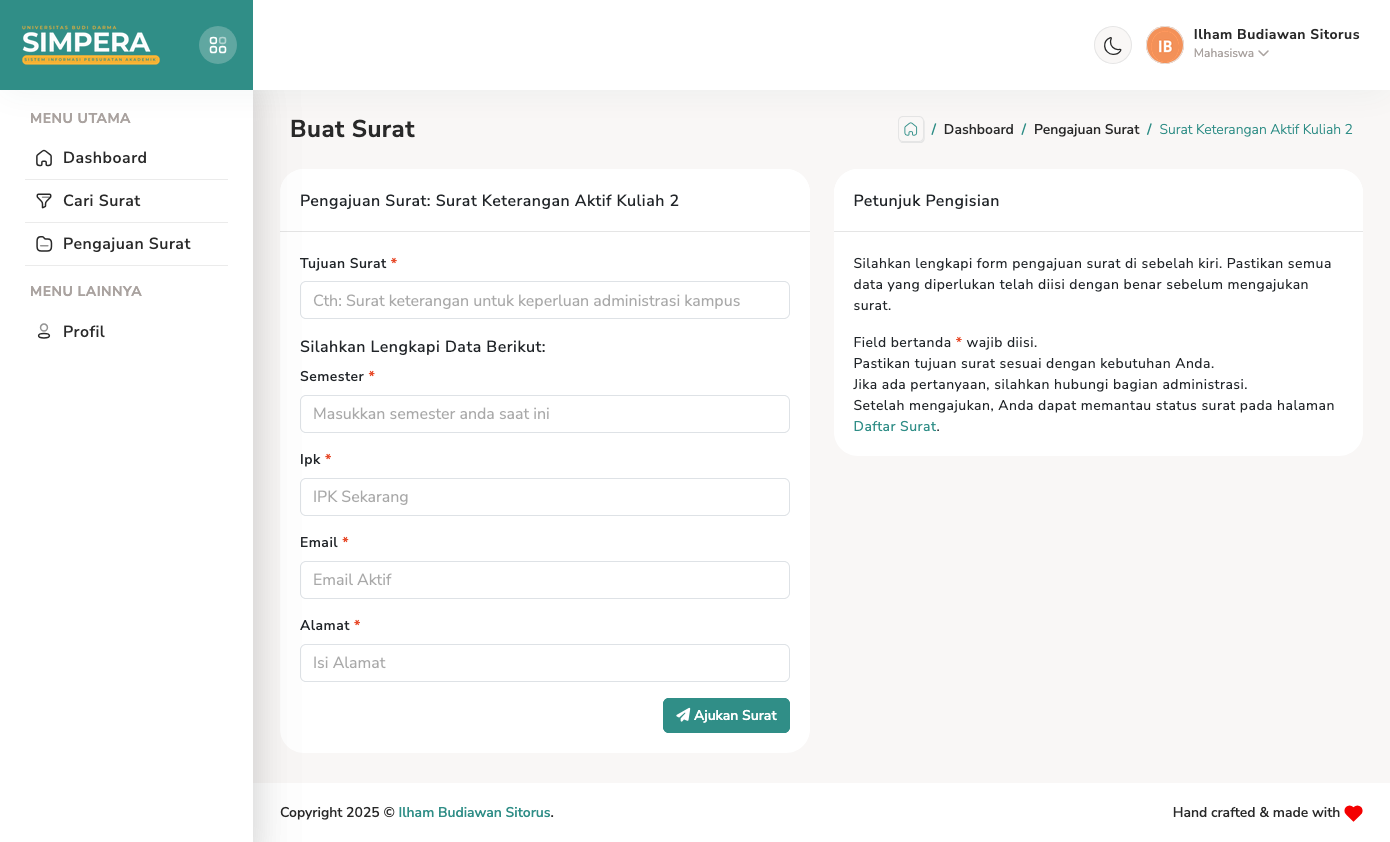 UNIVERSITAS BUDI DARMA
SIMPERA
SISTEM INFORMASI PERSURATAN AKADEMIK
IB
Ilham Budiawan Sitorus
Mahasiswa
MENU UTAMA
Dashboard
Cari Surat
Pengajuan Surat
MENU LAINNYA
Profil
Buat Surat
/ Dashboard / Pengajuan Surat / Surat Keterangan Aktif Kuliah 2
Pengajuan Surat: Surat Keterangan Aktif Kuliah 2
Tujuan Surat *
Cth: Surat keterangan untuk keperluan administrasi kampus
Silahkan Lengkapi Data Berikut:
Semester *
Masukkan semester anda saat ini
Ipk *
IPK Sekarang
Email *
Email Aktif
Alamat *
Isi Alamat
Ajukan Surat
Petunjuk Pengisian
Silahkan lengkapi form pengajuan surat di sebelah kiri. Pastikan semua
data yang diperlukan telah diisi dengan benar sebelum mengajukan
surat.
Field bertanda * wajib diisi.
Pastikan tujuan surat sesuai dengan kebutuhan Anda.
Jika ada pertanyaan, silahkan hubungi bagian administrasi.
Setelah mengajukan, Anda dapat memantau status surat pada halaman
Daftar Surat.
Copyright 2025 © Ilham Budiawan Sitorus.
Hand crafted & made with